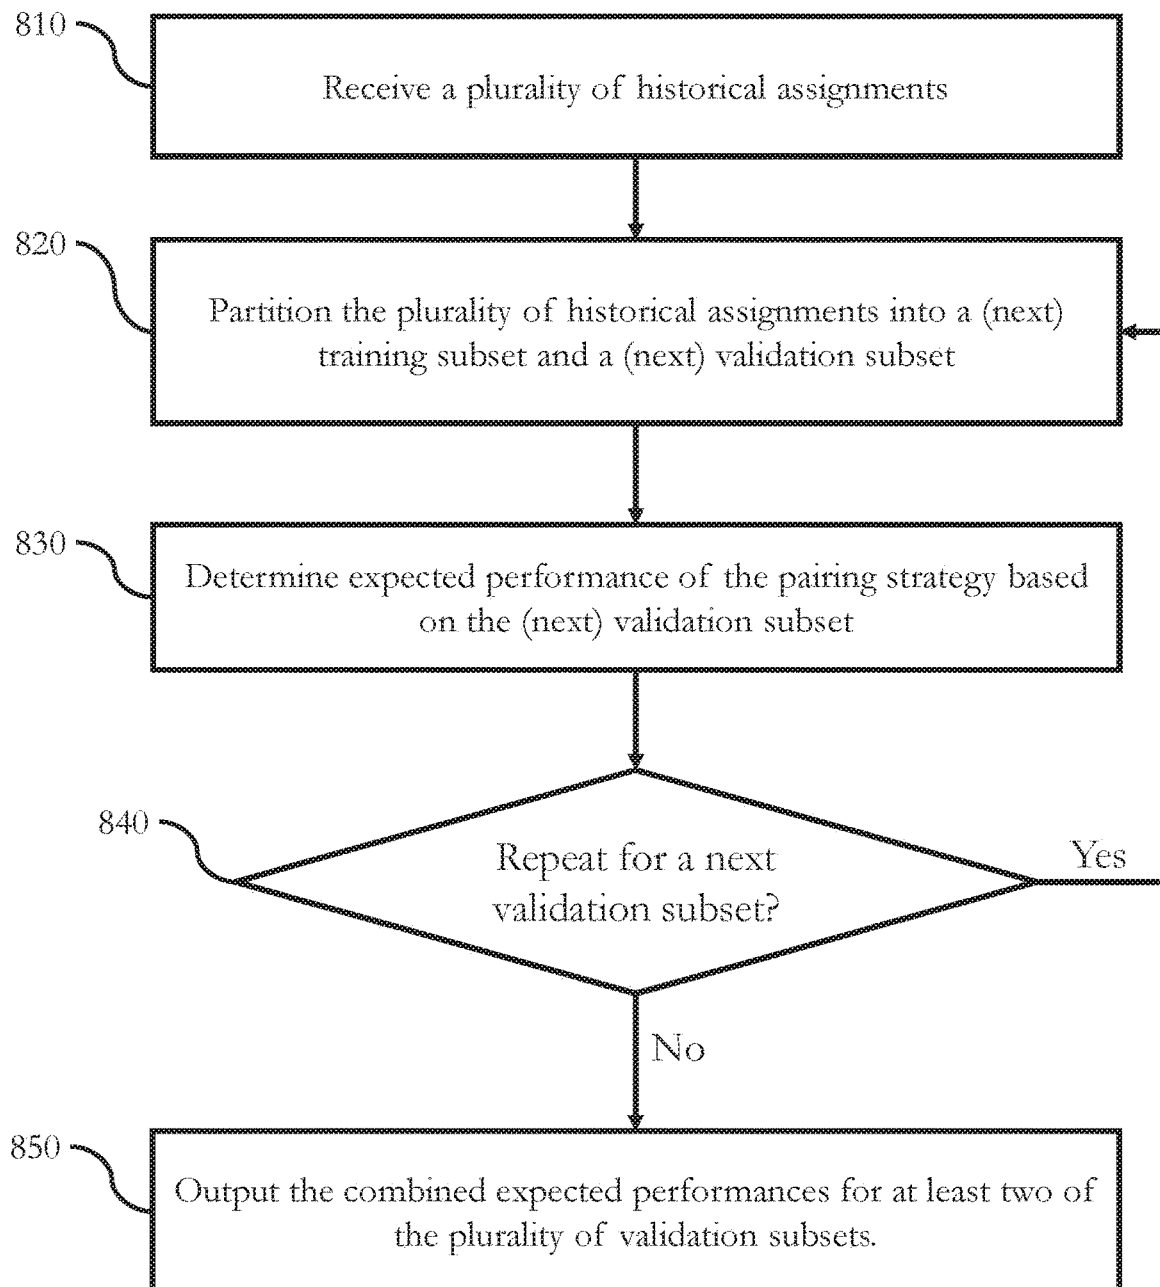 810
Receive a plurality of historical assignments
820
Partition the plurality of historical assignments into a (next)
training subset and a (next) validation subset
830
Determine expected performance of the pairing strategy based
on the (next) validation subset
840
Repeat for a next
validation subset?
Yes
No
850
Output the combined expected performances for at least two of
the plurality of validation subsets.